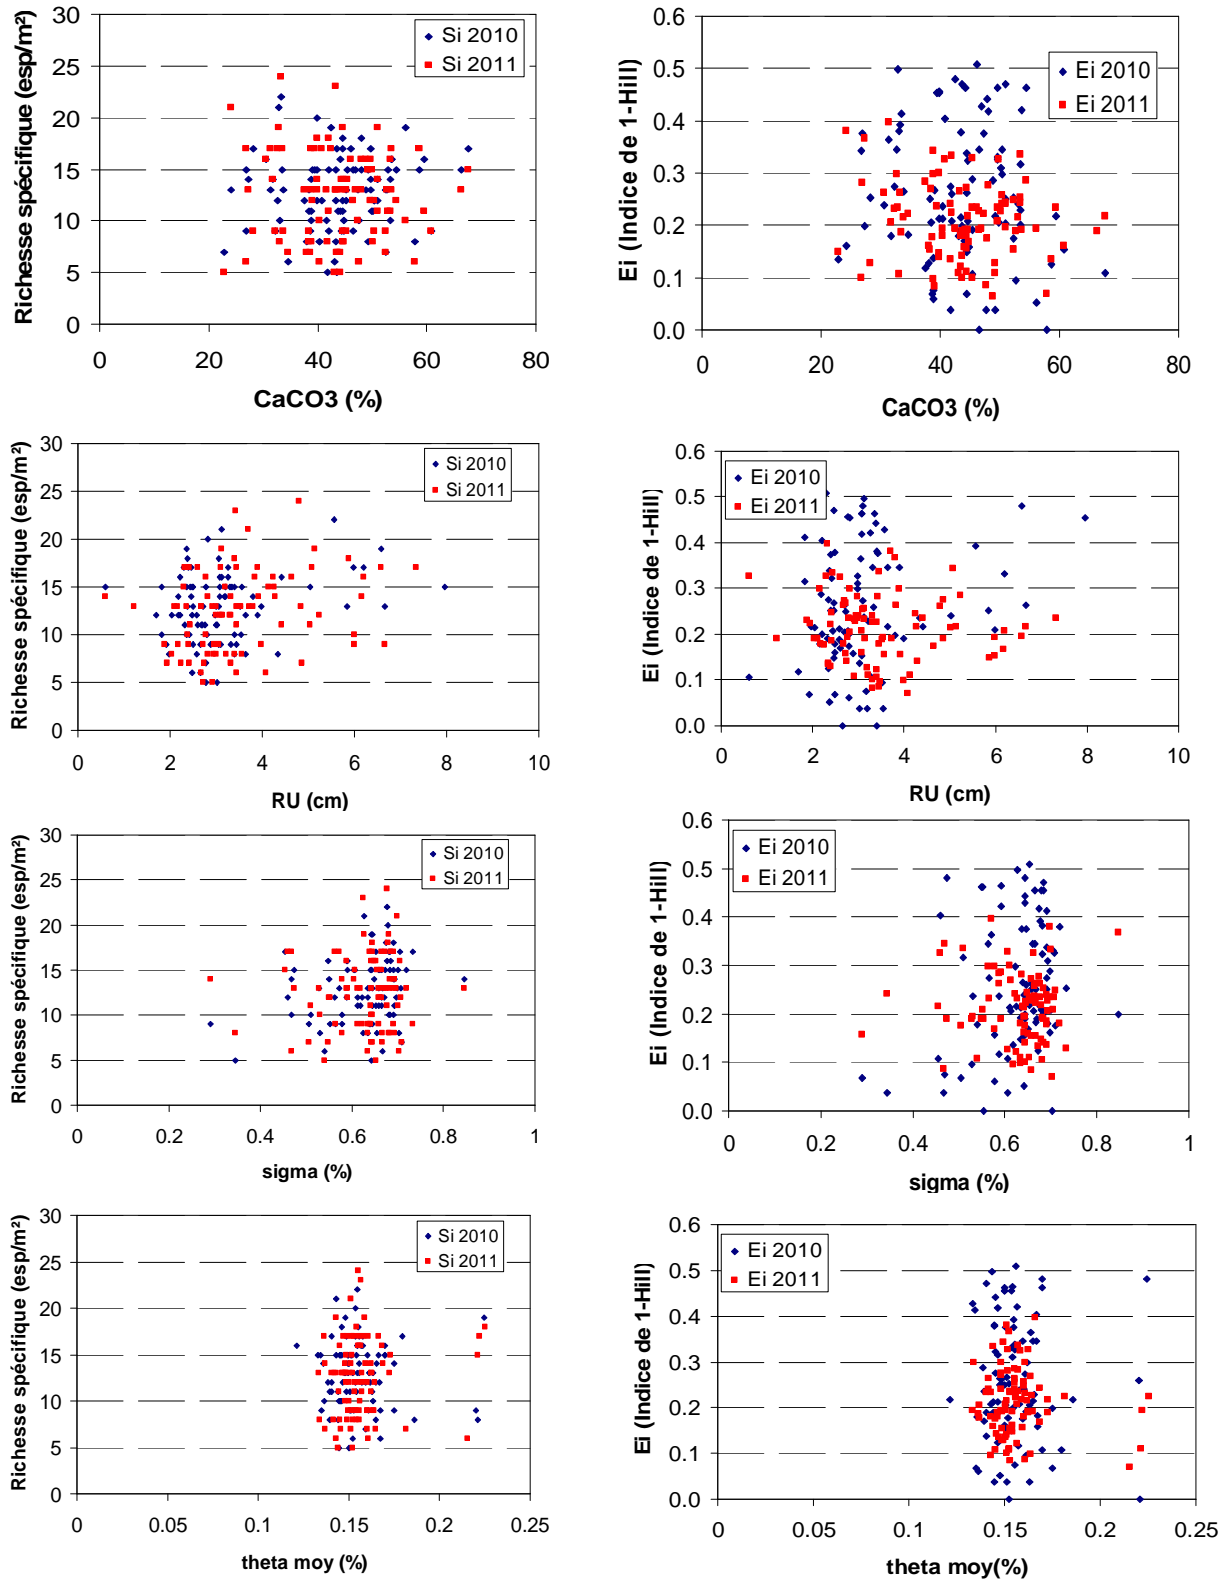 Richesse spécifique (esp/m²)
30
25
20
15
10
5
0
Si 2010
Si 2011
0 20 40 60 80
CaCO3 (%)
Ei (Indice de 1-Hill)
0.6
0.5
0.4
0.3
0.2
0.1
0.0
Ei 2010
Ei 2011
0 20 40 60 80
CaCO3 (%)
Richesse spécifique (esp/m²)
30
25
20
15
10
5
0
Si 2010
Si 2011
0 2 4 6 8 10
RU (cm)
Ei (Indice de 1-Hill)
0.6
0.5
0.4
0.3
0.2
0.1
0.0
Ei 2010
Ei 2011
0 2 4 6 8 10
RU (cm)
Richesse spécifique (esp/m²)
30
25
20
15
10
5
0
Si 2010
Si 2011
0 0.2 0.4 0.6 0.8 1
sigma (%)
Ei (Indice de 1-Hill)
0.6
0.5
0.4
0.3
0.2
0.1
0.0
Ei 2010
Ei 2011
0 0.2 0.4 0.6 0.8 1
sigma (%)
Richesse spécifique (esp/m²)
30
25
20
15
10
5
0
Si 2010
Si 2011
0 0.05 0.1 0.15 0.2 0.25
theta moy (%)
Ei (Indice de 1-Hill)
0.6
0.5
0.4
0.3
0.2
0.1
0.0
Ei 2010
Ei 2011
0 0.05 0.1 0.15 0.2 0.25
theta moy(%)